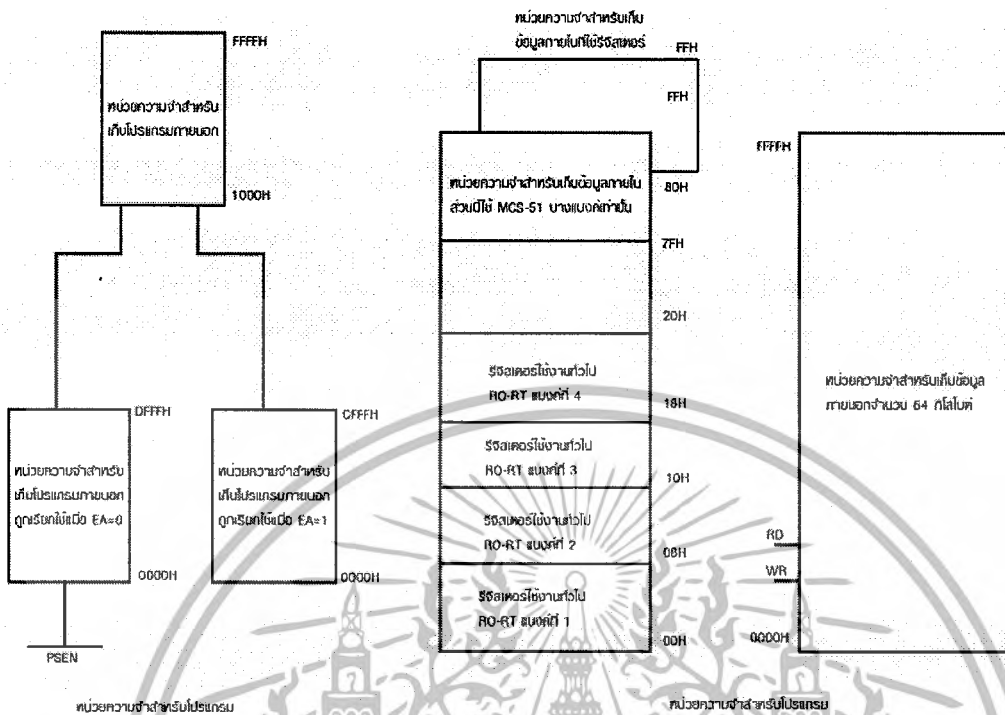 FFFFH
หน่วยความจำสำหรับ
เก็บโปรแกรมภายนอก
1000H
DFFFH
หน่วยความจำสำหรับ
เก็บโปรแกรมภายนอก
ถูกเรียกใช้เมื่อ EA=0
0000H
PSEN
CFFFH
หน่วยความจำสำหรับ
เก็บโปรแกรมภายนอก
ถูกเรียกใช้เมื่อ EA=1
0000H
หน่วยความจำสำหรับโปรแกรม
หน่วยความจำสำหรับเก็บ
ข้อมูลภายในที่ใช้รีจิสเตอร์
FFH
FFH
หน่วยความจำสำหรับเก็บข้อมูลภายใน
ส่วนนี้ใช้ MCS-51 บางแบงค์เท่านั้น
80H
7FH
20H
รีจิสเตอร์ใช้งานทั่วไป
RO-RT แบงค์ที่ 4
18H
รีจิสเตอร์ใช้งานทั่วไป
RO-RT แบงค์ที่ 3
10H
รีจิสเตอร์ใช้งานทั่วไป
RO-RT แบงค์ที่ 2
08H
รีจิสเตอร์ใช้งานทั่วไป
RO-RT แบงค์ที่ 1
00H
FFFFH
หน่วยความจำสำหรับเก็บข้อมูล
ภายนอกจำนวน 64 กิโลไบต์
RD
WR
0000H
หน่วยความจำสำหรับโปรแกรม